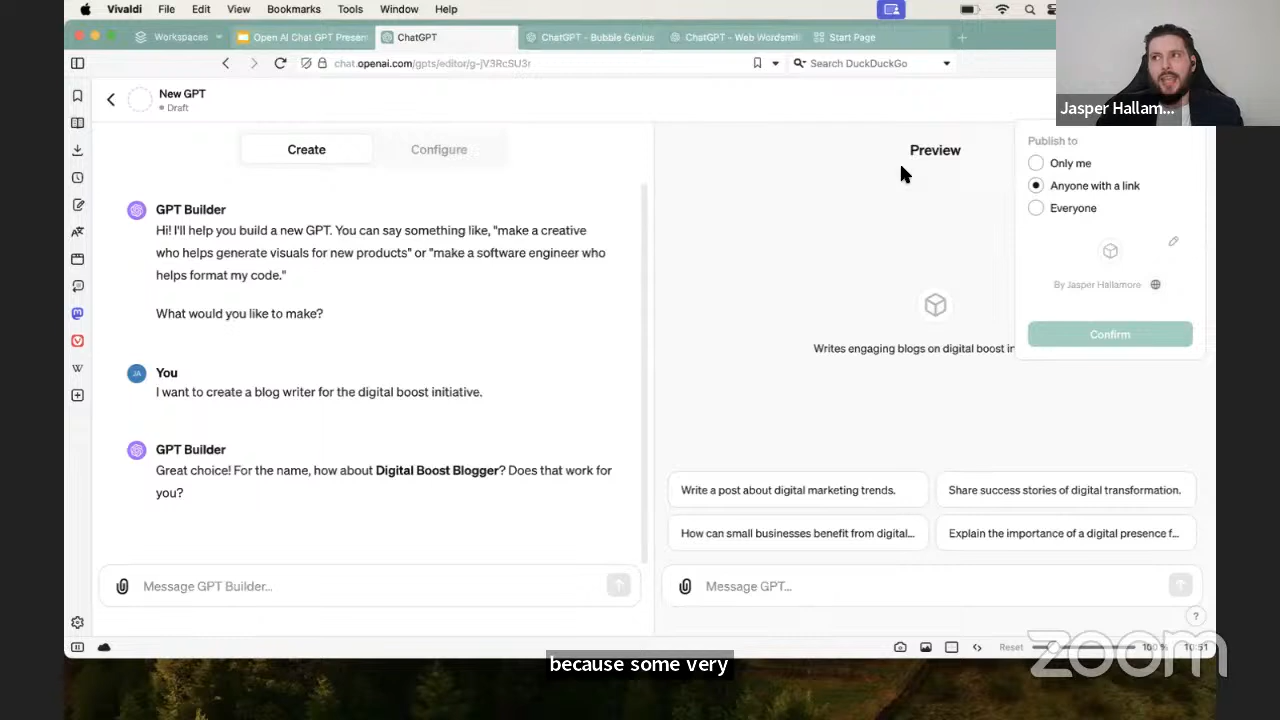 Vivaldi File Edit View Bookmarks Tools Window Help
Workspaces Open AI Chat GPT Presen ChatGPT ChatGPT - Bubble Genius ChatGPT - Web Wordsmit Start Page
chat.openai.com/gpts/editor/g-jV3RcSU3r Search DuckDuckGo
Jasper Hallam...
New GPT
Draft
Create Configure
Preview
Publish to
Only me
Anyone with a link
Everyone
By Jasper Hallamore
Confirm
GPT Builder
Hi! I'll help you build a new GPT. You can say something like, "make a creative
who helps generate visuals for new products" or "make a software engineer who
helps format my code."
What would you like to make?
JA You
I want to create a blog writer for the digital boost initiative.
GPT Builder
Great choice! For the name, how about Digital Boost Blogger? Does that work for
you?
Writes engaging blogs on digital boost in
Write a post about digital marketing trends. Share success stories of digital transformation.
How can small businesses benefit from digital... Explain the importance of a digital presence f...
Message GPT Builder... Message GPT...
?
Reset 100 % 10:51
zoom
because some very